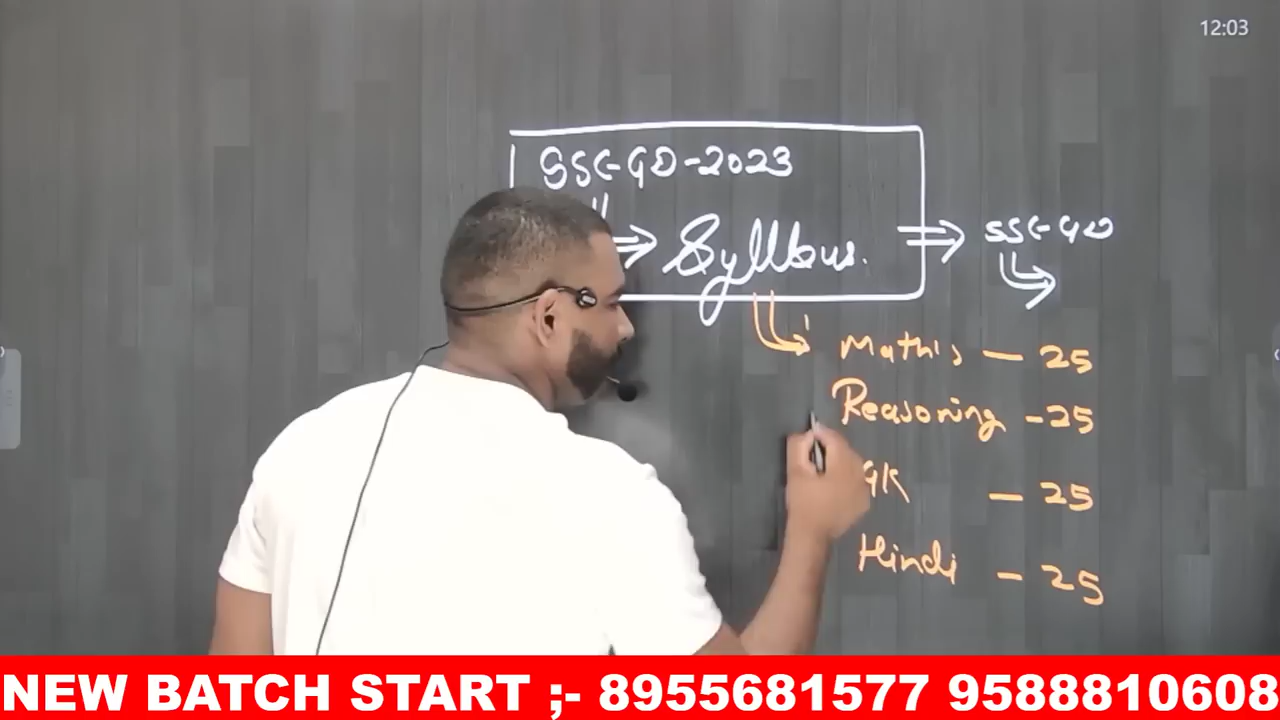 12:03
SSC-GD-2023
Syllbus.
SSC-GD
Maths - 25
Reasoning - 25
GK - 25
Hindi - 25
NEW BATCH START ;- 8955681577 9588810608